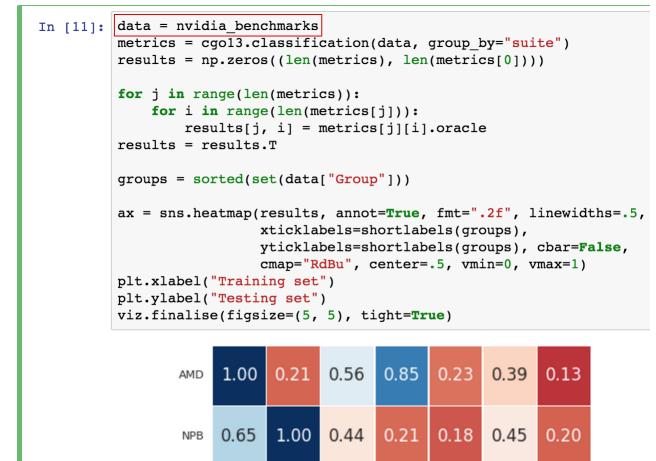 In [11]: data = nvidia_benchmarks
metrics = cgo13.classification(data, group_by="suite")
results = np.zeros((len(metrics), len(metrics[0])))
for j in range(len(metrics)):
    for i in range(len(metrics[j])):
        results[j, i] = metrics[j][i].oracle
results = results.T
groups = sorted(set(data["Group"]))
ax = sns.heatmap(results, annot=True, fmt=".2f", linewidths=.5,
                 xticklabels=shortlabels(groups),
                 yticklabels=shortlabels(groups), cbar=False,
                 cmap="RdBu", center=.5, vmin=0, vmax=1)
plt.xlabel("Training set")
plt.ylabel("Testing set")
viz.finalise(figsize=(5, 5), tight=True)
AMD 1.00 0.21 0.56 0.85 0.23 0.39 0.13
NPB 0.65 1.00 0.44 0.21 0.18 0.45 0.20